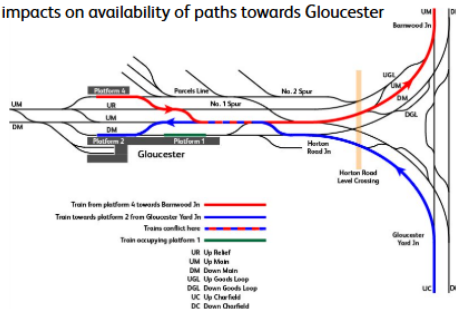 impacts on availability of paths towards Gloucester
UM
Barnwood Jn
Platform 4
Parcels Line
No. 2 Spur
UGL
UM
DM
UM
UR
No. 1 Spur
UM
DGL
DM
DM
Platform 2
Platform 1
Gloucester
Horton
Road Jn
Horton Road
Level Crossing
Train from platform 4 towards Barnwood Jn
Train towards platform 2 from Gloucester Yard Jn
Trains conflict here
Train occupying platform 1
Gloucester
Yard Jn
UR Up Relief
UM Up Main
DM Down Main
UGL Up Goods Loop
DGL Down Goods Loop
UC Up Charfield
DC Down Charfield
UC